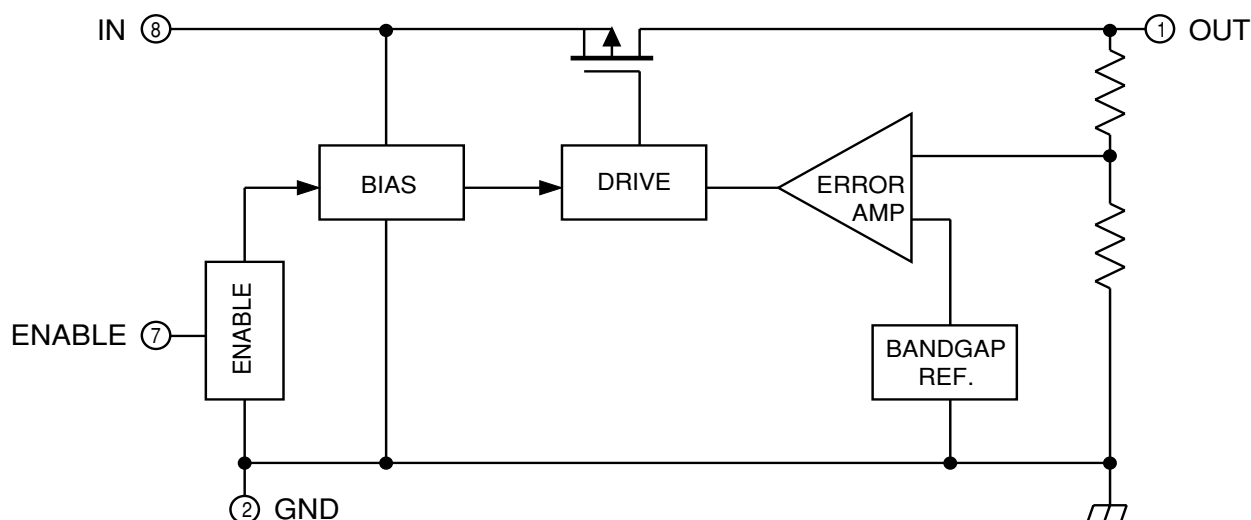 IN 8
1 OUT
BIAS
DRIVE
ERROR
AMP
ENABLE 7
ENABLE
BANDGAP
REF.
2 GND